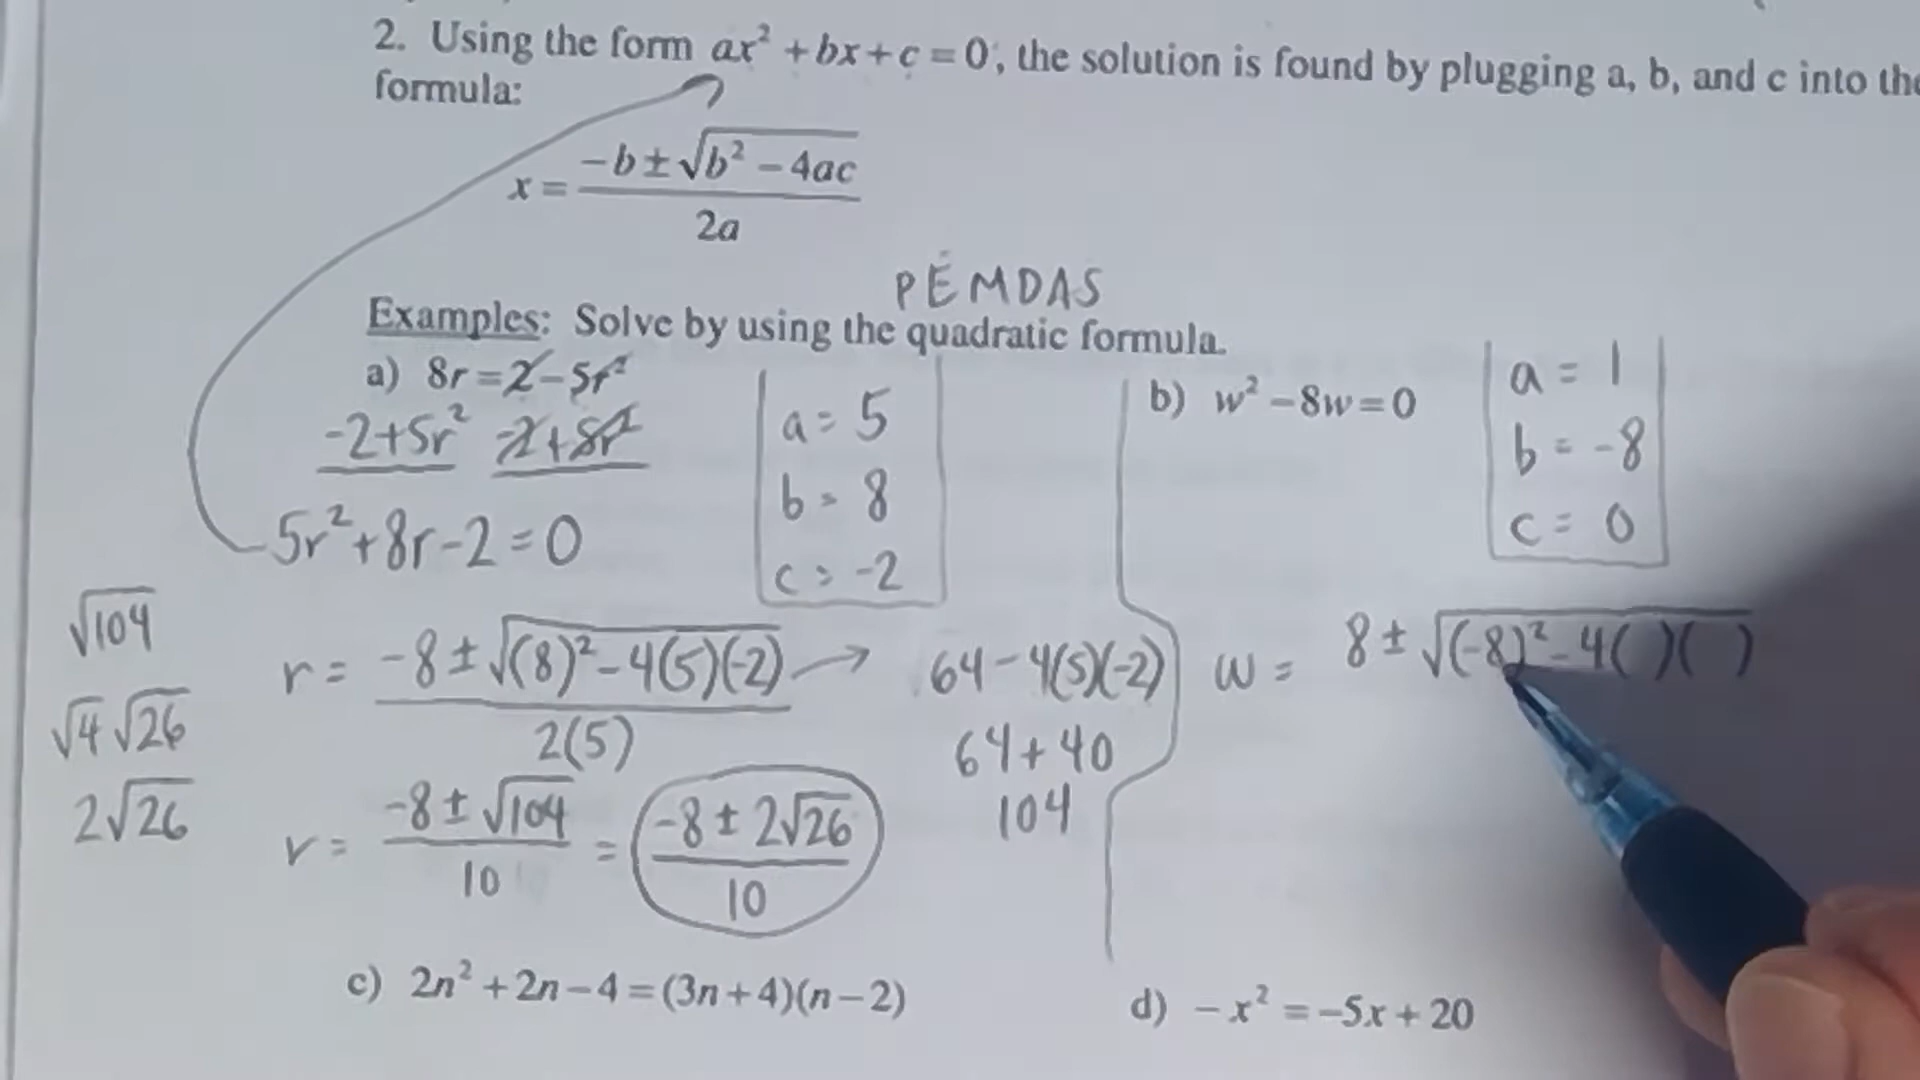 2. Using the form ax² + bx + c = 0, the solution is found by plugging a, b, and c into the
formula:
x = (-b ± √(b² - 4ac)) / 2a
PEMDAS
Examples: Solve by using the quadratic formula.
a) 8r = 2 - 5r²
-2+5r² -2+5r²
5r²+8r-2=0
a = 5
b = 8
c = -2
r = (-8 ± √((8)²-4(5)(-2))) / 2(5)
64-4(5)(-2)
64+40
104
√104
√4 √26
2√26
r = (-8 ± √104) / 10 = (-8 ± 2√26) / 10
b) w² - 8w = 0
a = 1
b = -8
c = 0
w = 8 ± √((-8)² - 4( )( ))
c) 2n² + 2n - 4 = (3n + 4)(n - 2)
d) -x² = -5x + 20